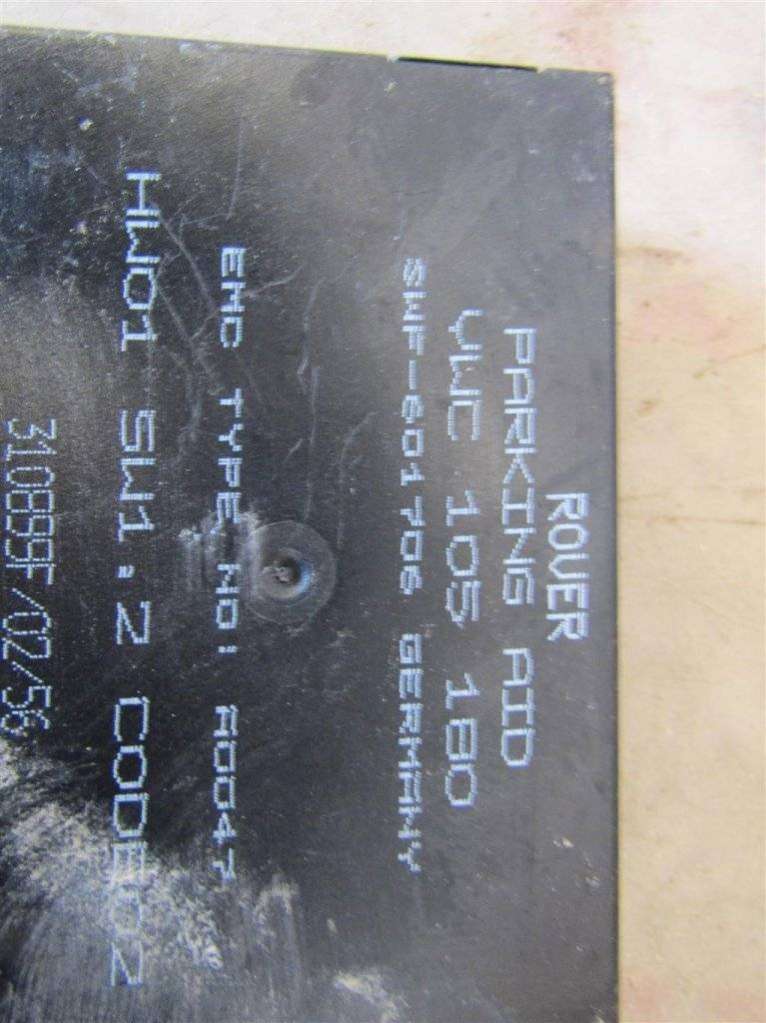 ROVER
PARKING AID
YWC 105 180
SWF-601706 GERMANY
EMC TYPE NO: A0047
HW01 SW1.2 CODE02
310899F/02/56